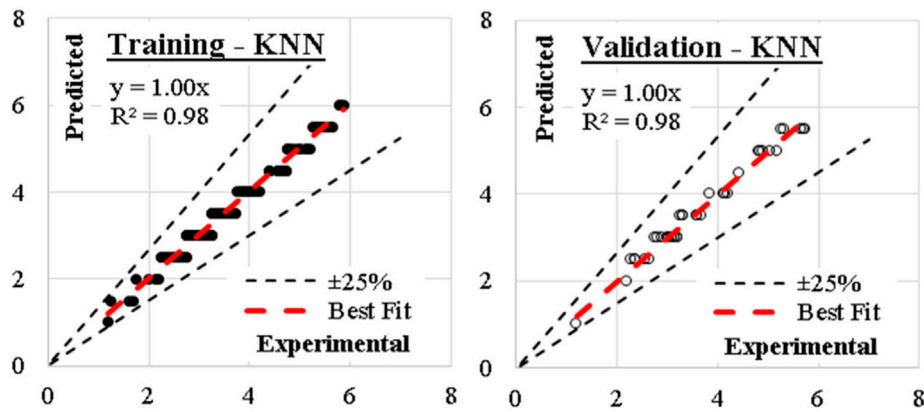 Training - KNN
y = 1.00x
R² = 0.98
Predicted
8
6
4
2
0
±25%
Best Fit
Experimental
0 2 4 6 8
Validation - KNN
y = 1.00x
R² = 0.98
Predicted
8
6
4
2
0
±25%
Best Fit
Experimental
0 2 4 6 8